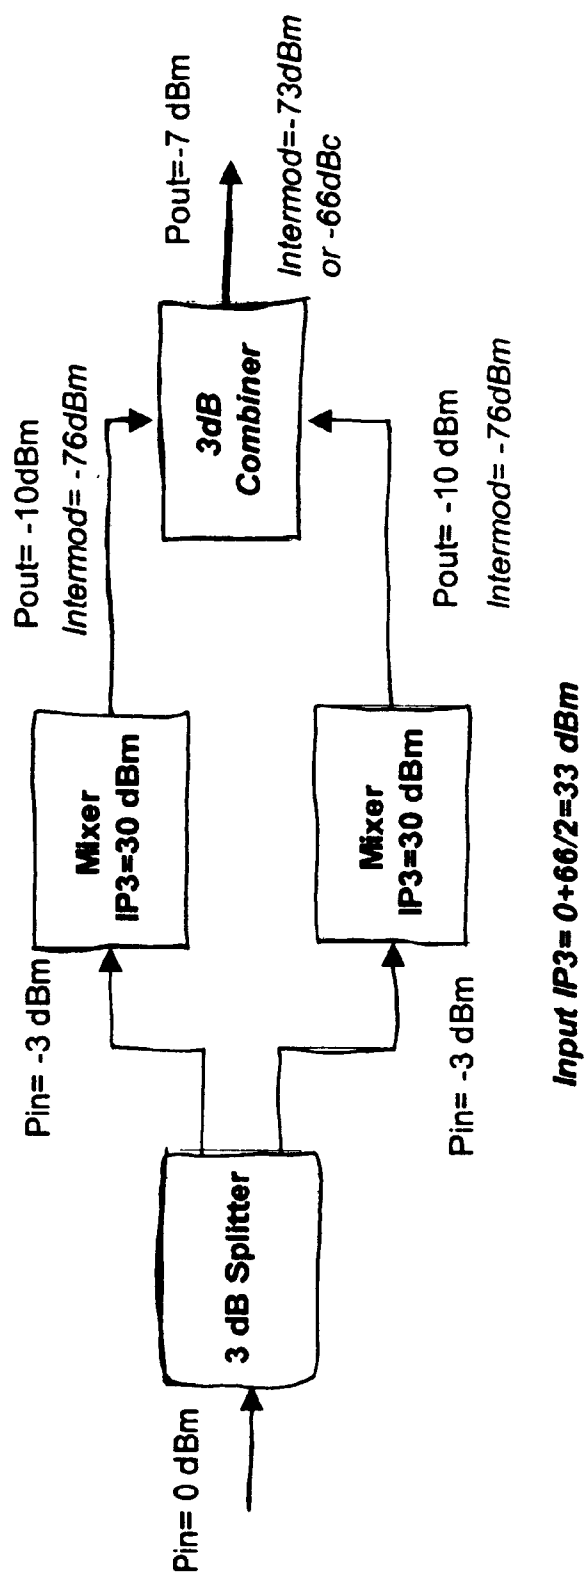 Pin= 0 dBm
3 dB Splitter
Pin= -3 dBm
Pin= -3 dBm
Mixer
IP3=30 dBm
Mixer
IP3=30 dBm
Pout= -10dBm
Intermod= -76dBm
Pout= -10 dBm
Intermod= -76dBm
3dB
Combiner
Pout=-7 dBm
Intermod=-73dBm
or -66dBc
Input IP3= 0+66/2=33 dBm